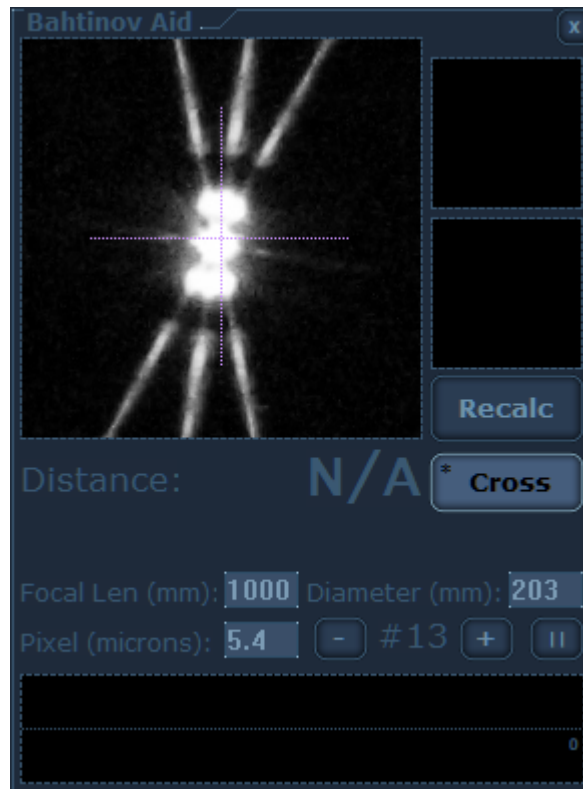 Bahtinov Aid x
Recalc
Distance: N/A * Cross
Focal Len (mm): 1000 Diameter (mm): 203
Pixel (microns): 5.4 - #13 + II
0